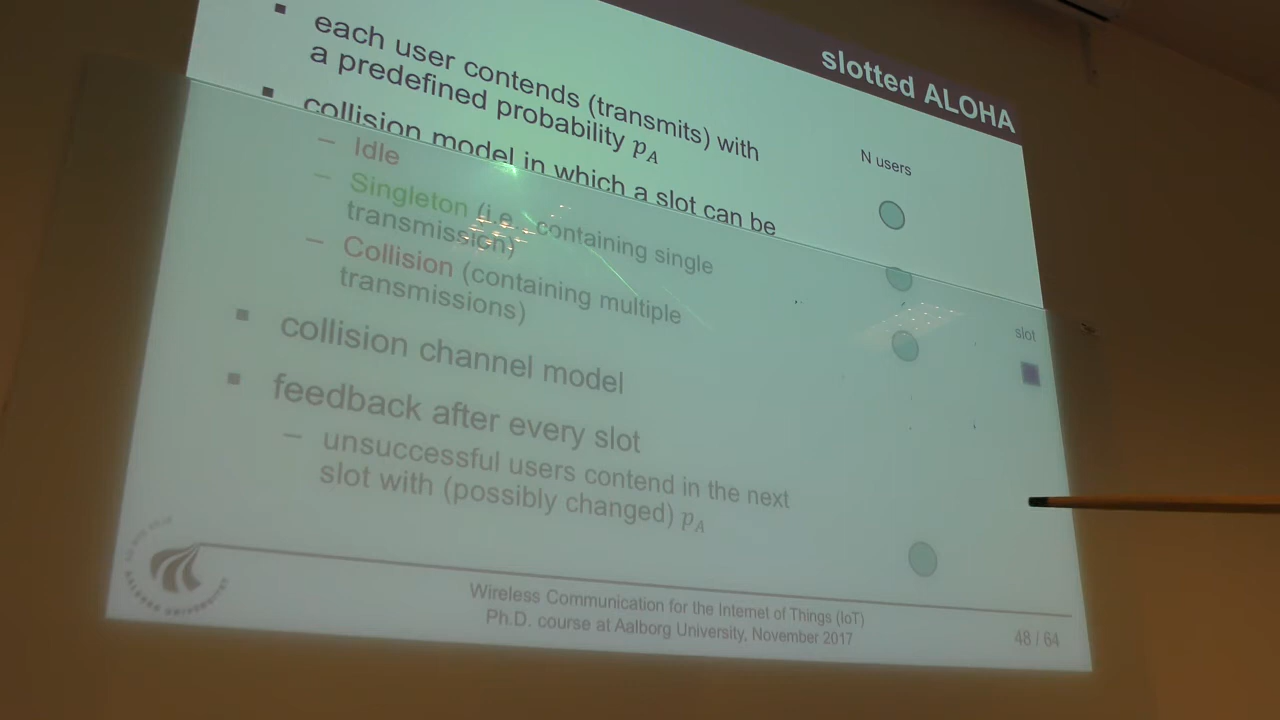 slotted ALOHA
each user contends (transmits) with
a predefined probability p_A
collision model in which a slot can be
– Idle
– Singleton (i.e., containing single
transmission)
– Collision (containing multiple
transmissions)
collision channel model
feedback after every slot
– unsuccessful users contend in the next
slot with (possibly changed) p_A
N users
slot
AALBORG UNIVERSITY
Wireless Communication for the Internet of Things (IoT)
Ph.D. course at Aalborg University, November 2017
48 / 64